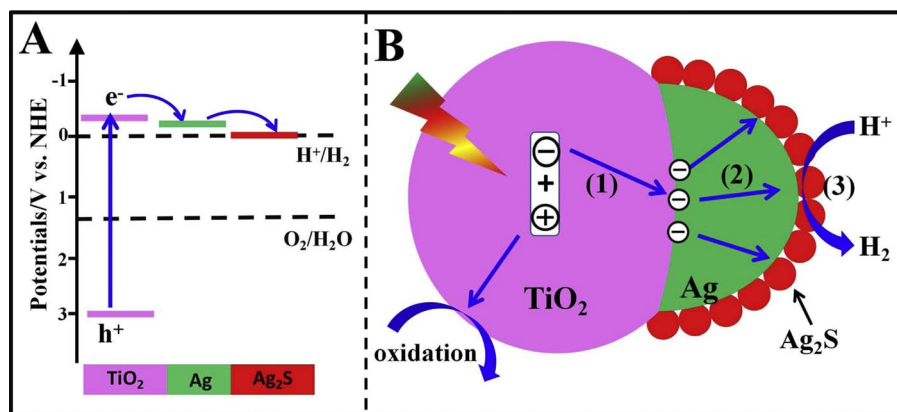 A
Potentials/V vs. NHE
-1
0
1
2
3
e⁻
H⁺/H₂
O₂/H₂O
h⁺
TiO₂ Ag Ag₂S
B
(1)
(2)
(3)
H⁺
H₂
TiO₂
Ag
Ag₂S
oxidation